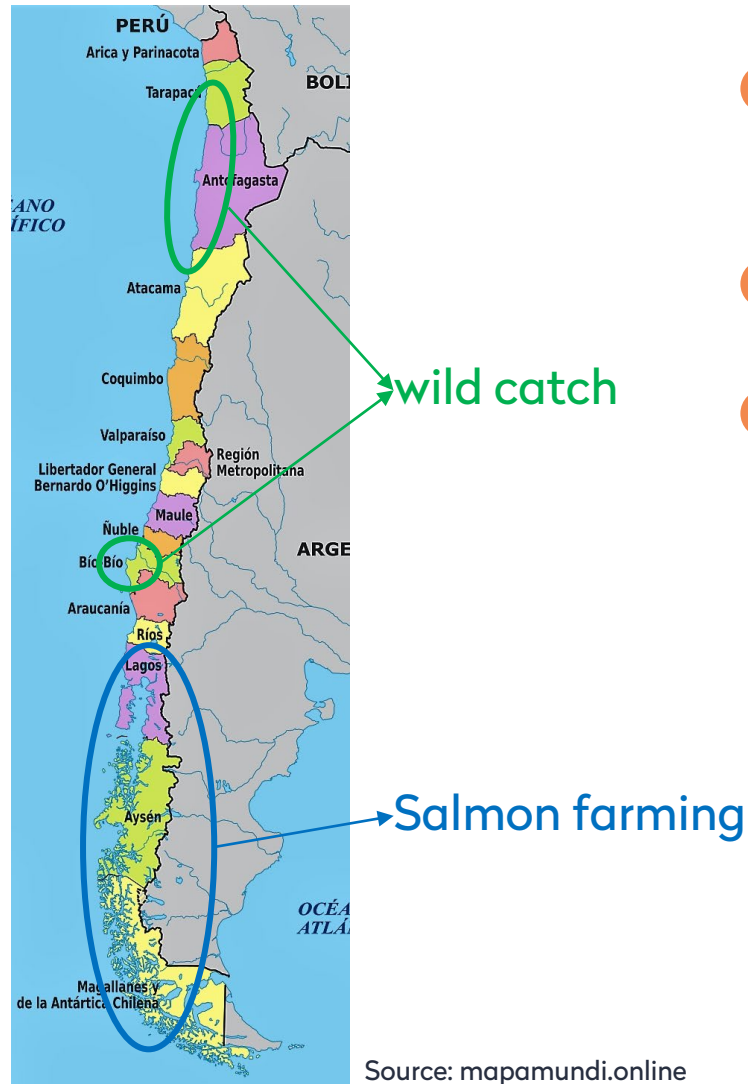 PERÚ
Arica y Parinacota
BOLI
Tarapacá
ANO
ÍFICO
Antofagasta
Atacama
wild catch
Coquimbo
Valparaíso
Región
Metropolitana
Libertador General
Bernardo O'Higgins
Maule
Ñuble
ARGE
Bío-Bío
Araucanía
Ríos
Lagos
Aysén
Salmon farming
OCÉA
ATLÁ
Magallanes y
de la Antártica Chilena
Source: mapamundi.online